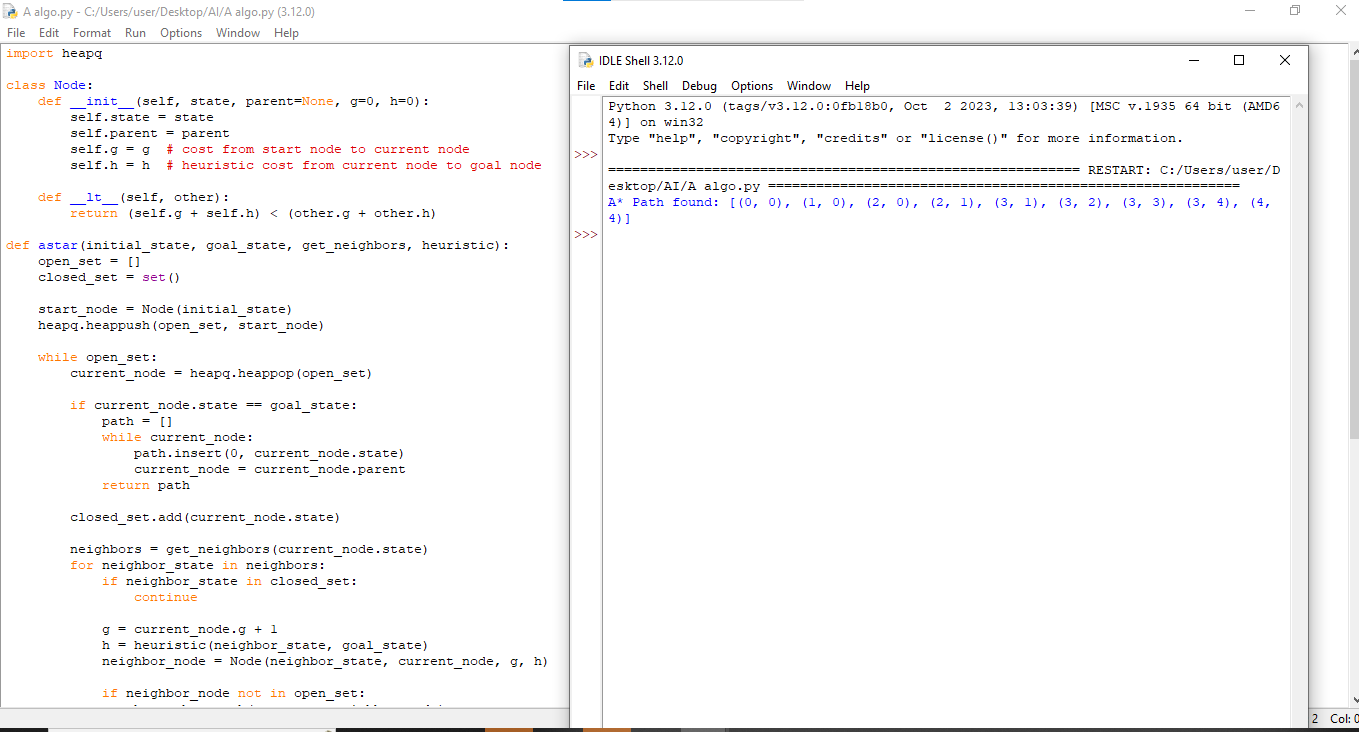 A algo.py - C:/Users/user/Desktop/AI/A algo.py (3.12.0)
File Edit Format Run Options Window Help
import heapq
class Node:
    def __init__(self, state, parent=None, g=0, h=0):
        self.state = state
        self.parent = parent
        self.g = g  # cost from start node to current node
        self.h = h  # heuristic cost from current node to goal node
    def __lt__(self, other):
        return (self.g + self.h) < (other.g + other.h)
def astar(initial_state, goal_state, get_neighbors, heuristic):
    open_set = []
    closed_set = set()
    start_node = Node(initial_state)
    heapq.heappush(open_set, start_node)
    while open_set:
        current_node = heapq.heappop(open_set)
        if current_node.state == goal_state:
            path = []
            while current_node:
                path.insert(0, current_node.state)
                current_node = current_node.parent
            return path
        closed_set.add(current_node.state)
        neighbors = get_neighbors(current_node.state)
        for neighbor_state in neighbors:
            if neighbor_state in closed_set:
                continue
            g = current_node.g + 1
            h = heuristic(neighbor_state, goal_state)
            neighbor_node = Node(neighbor_state, current_node, g, h)
            if neighbor_node not in open_set:
IDLE Shell 3.12.0
File Edit Shell Debug Options Window Help
Python 3.12.0 (tags/v3.12.0:0fb18b0, Oct  2 2023, 13:03:39) [MSC v.1935 64 bit (AMD6
4)] on win32
Type "help", "copyright", "credits" or "license()" for more information.
>>>
=========================================================== RESTART: C:/Users/user/D
esktop/AI/A algo.py ===========================================================
A* Path found: [(0, 0), (1, 0), (2, 0), (2, 1), (3, 1), (3, 2), (3, 3), (3, 4), (4,
4)]
>>>
2 Col: 0